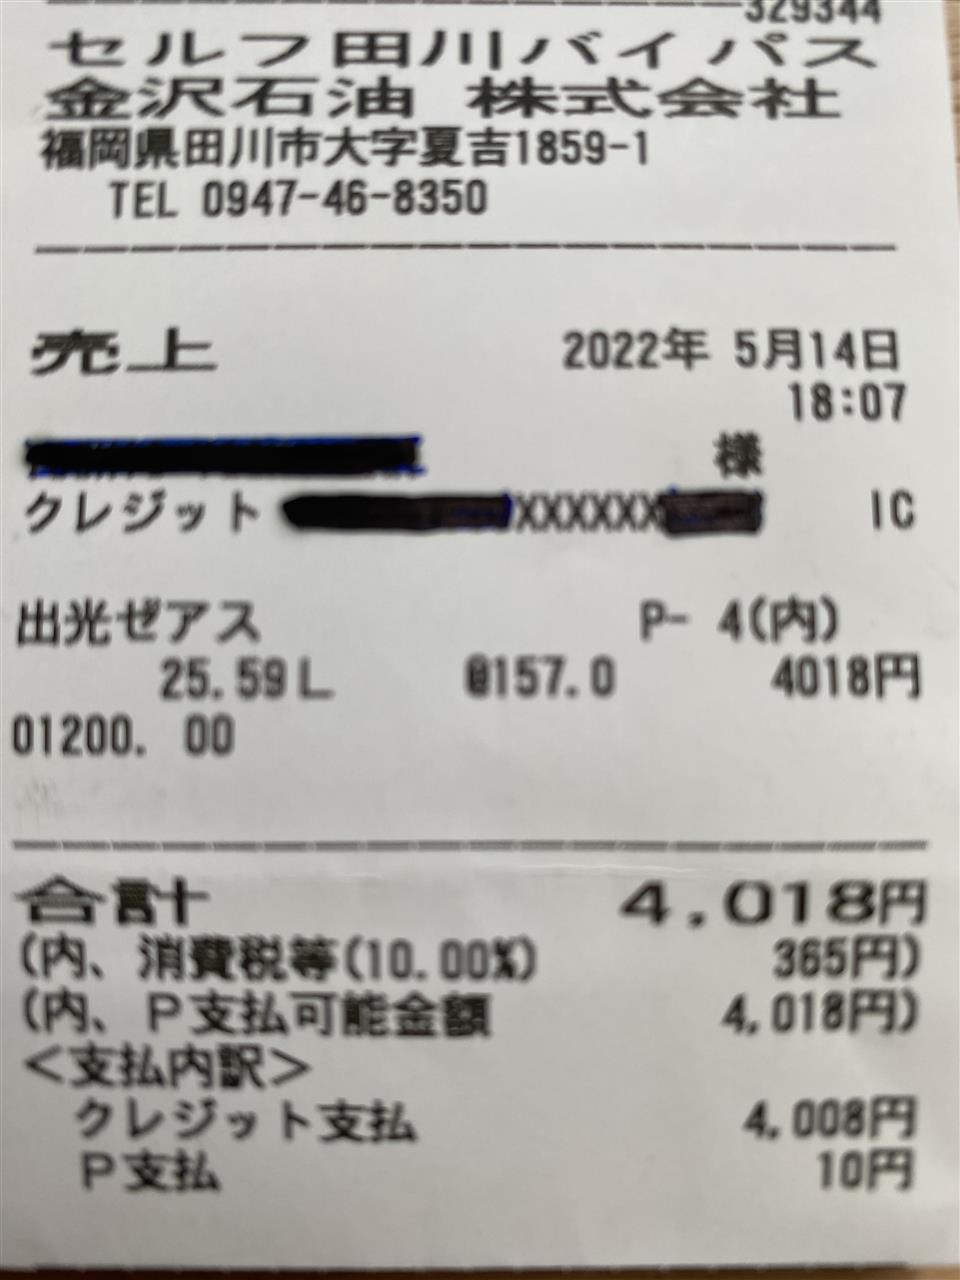 329344
セルフ田川バイパス
金沢石油 株式会社
福岡県田川市大字夏吉1859-1
TEL 0947-46-8350
売上 2022年 5月14日
18:07
様
クレジット XXXXXX IC
出光ゼアス P- 4(内)
25.59L @157.0 4018円
01200. 00
合計 4,018円
(内、消費税等(10.00%) 365円)
(内、P支払可能金額 4,018円)
<支払内訳>
クレジット支払 4,008円
P支払 10円